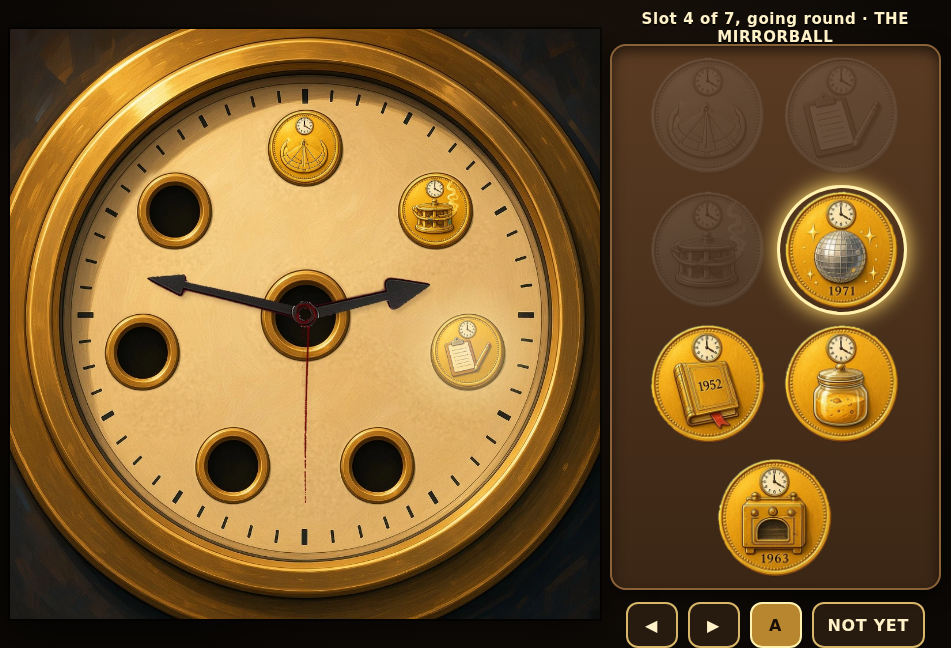 Slot 4 of 7, going round · THE
MIRRORBALL
1971
1952
1963
◀
▶
A
NOT YET